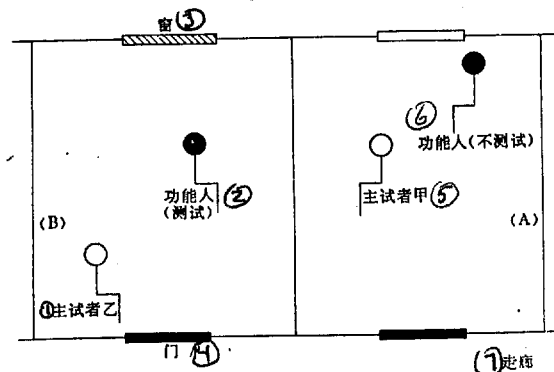 窗③
⑥
功能人(不测试)
功能人
(测试)
②
主试者甲⑤
(B)
(A)
①主试者乙
门④
⑦走廊